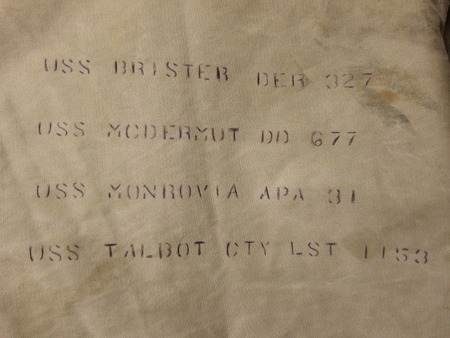 USS BRISTER DER 327
USS MCDERMUT DD 677
USS MONROVIA APA 31
USS TALBOT CTY LST 1153